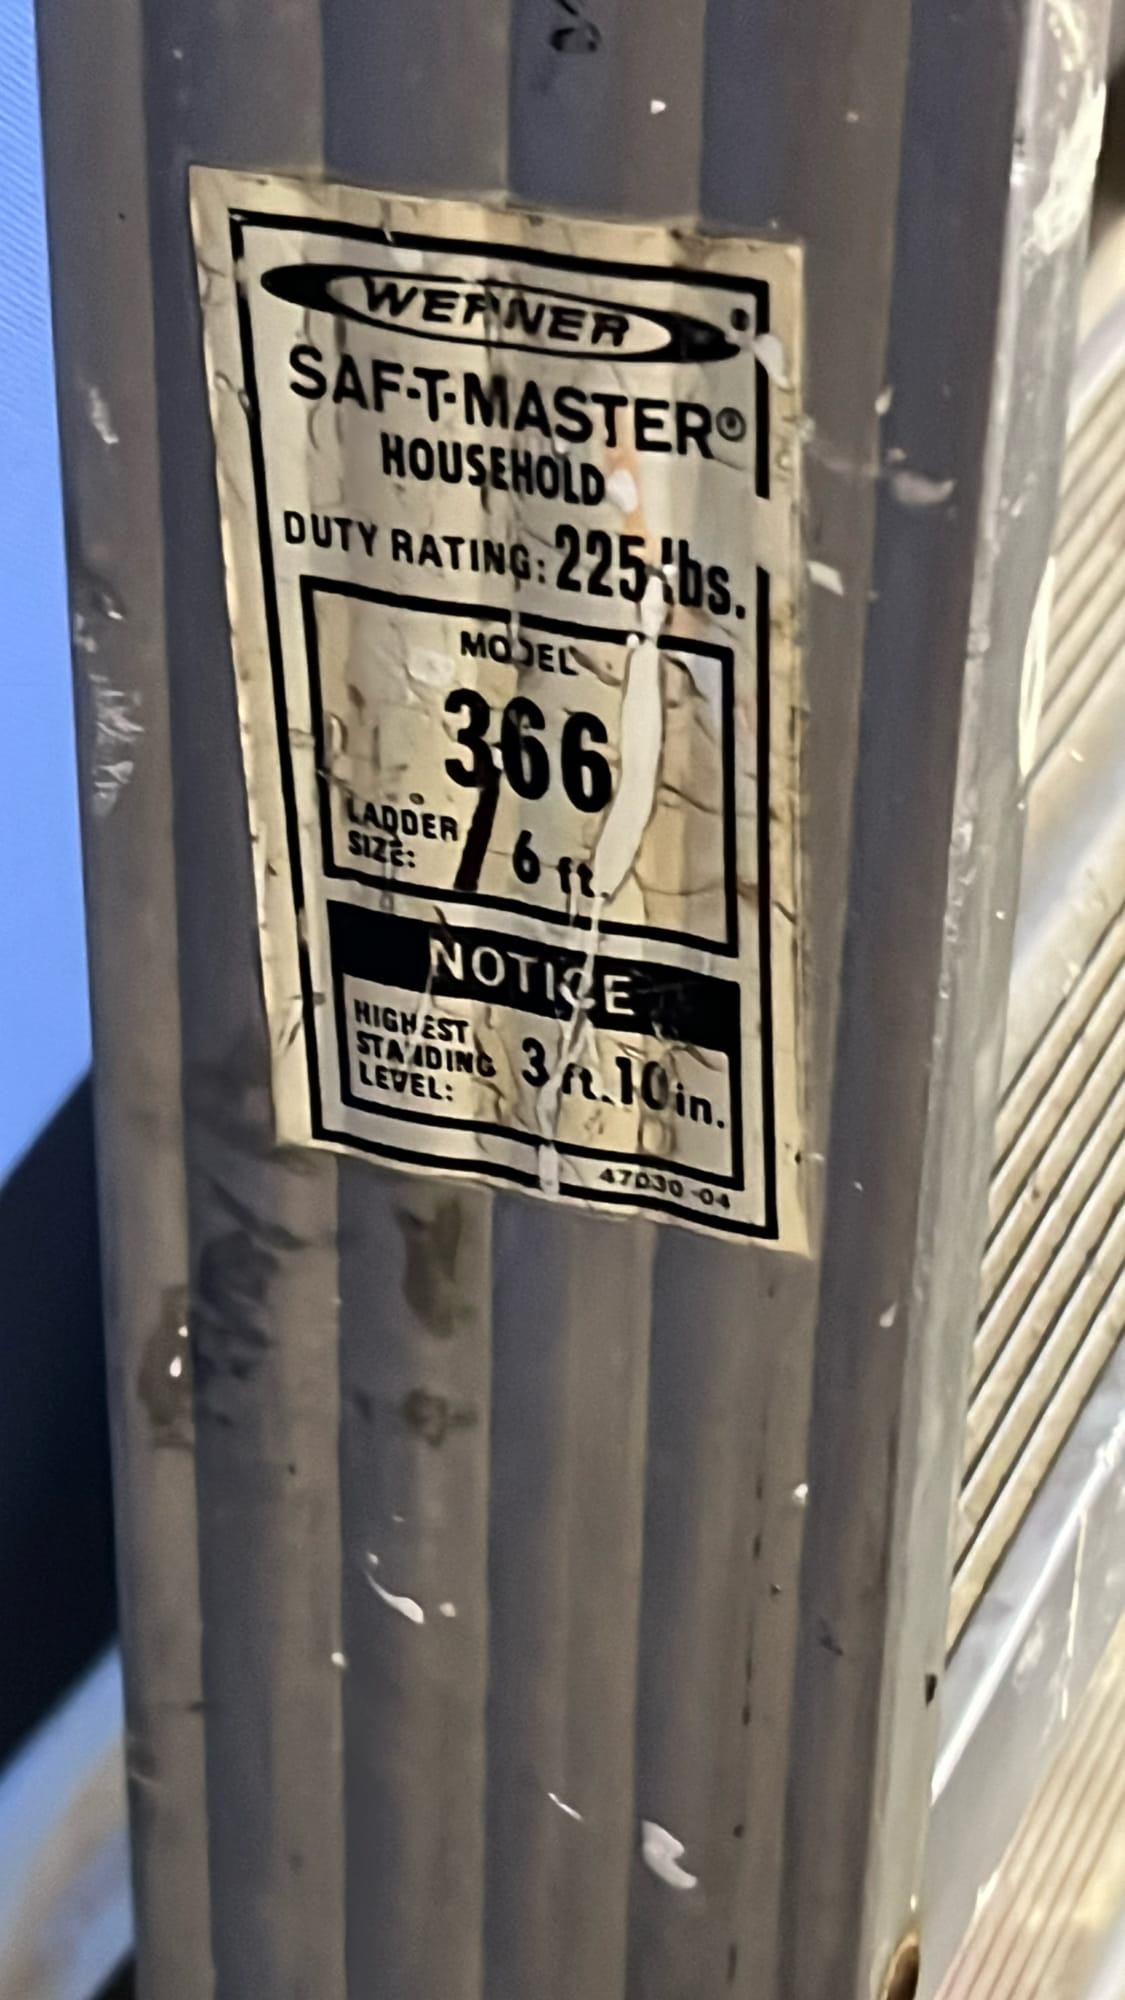 WERNER
SAF-T-MASTER®
HOUSEHOLD
DUTY RATING: 225 lbs.
MODEL
366
LADDER
SIZE: 6 ft.
NOTICE
HIGHEST
STANDING
LEVEL: 3 ft. 10 in.
47030-04